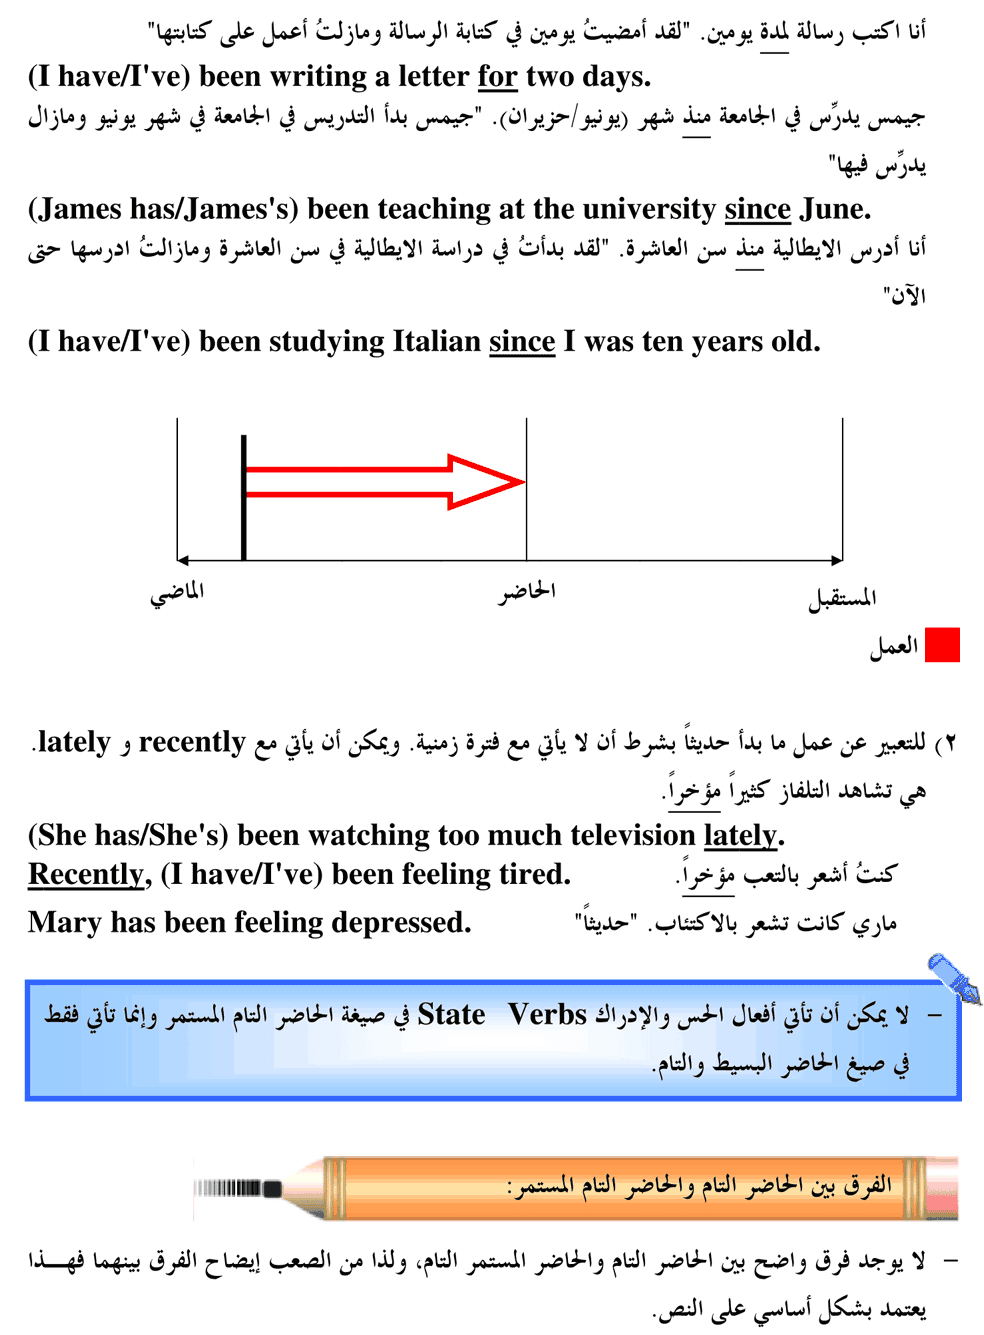 أنا اكتب رسالة لمدة يومين. "لقد أمضيتُ يومين في كتابة الرسالة ومازلتُ أعمل على كتابتها"
(I have/I've) been writing a letter for two days.
جيمس يدرِّس في الجامعة منذ شهر (يونيو/حزيران). "جيمس بدأ التدريس في الجامعة في شهر يونيو ومازال
يدرِّس فيها"
(James has/James's) been teaching at the university since June.
أنا أدرس الايطالية منذ سن العاشرة. "لقد بدأتُ في دراسة الايطالية في سن العاشرة ومازالتُ ادرسها حتى
الآن"
(I have/I've) been studying Italian since I was ten years old.
الماضي الحاضر المستقبل
العمل
٢) للتعبير عن عمل ما بدأ حديثاً بشرط أن لا يأتي مع فترة زمنية. ويمكن أن يأتي مع recently و lately.
هي تشاهد التلفاز كثيراً مؤخراً.
(She has/She's) been watching too much television lately.
Recently, (I have/I've) been feeling tired. كنتُ أشعر بالتعب مؤخراً.
Mary has been feeling depressed. ماري كانت تشعر بالاكتئاب. "حديثاً"
– لا يمكن أن تأتي أفعال الحس والإدراك State Verbs في صيغة الحاضر التام المستمر وإنما تأتي فقط
في صيغ الحاضر البسيط والتام.
الفرق بين الحاضر التام والحاضر التام المستمر:
– لا يوجد فرق واضح بين الحاضر التام والحاضر المستمر التام، ولذا من الصعب إيضاح الفرق بينهما فهـــذا
يعتمد بشكل أساسي على النص.